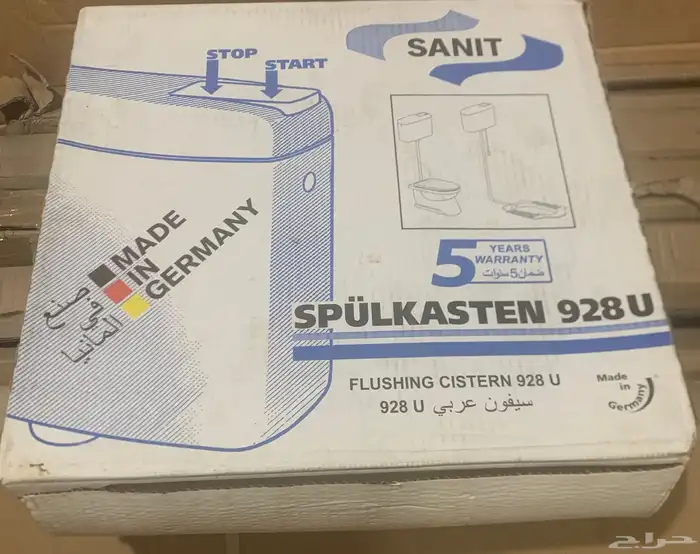 STOP
START
SANIT
MADE
IN
GERMANY
صنع
في
المانيا
5 YEARS
WARRANTY
ضمان 5 سنوات
SPÜLKASTEN 928 U
FLUSHING CISTERN 928 U
سيفون عربي 928 U
Made
in
Germany
حراج